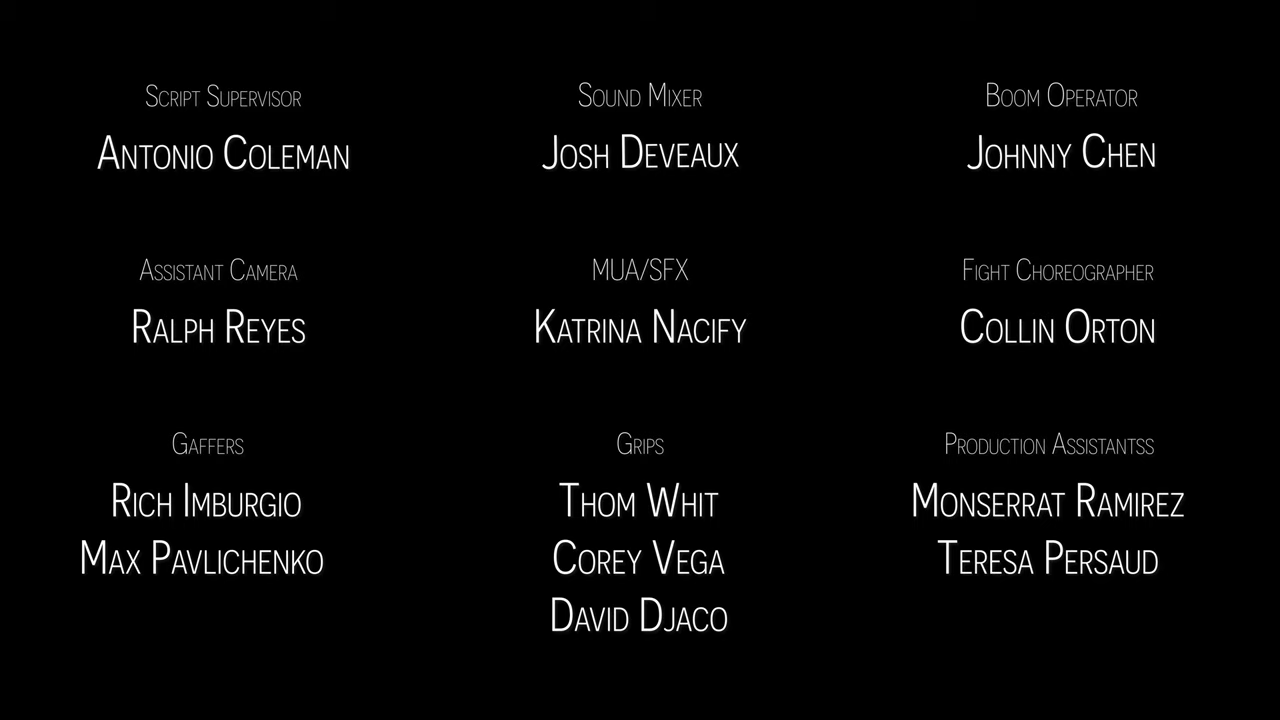 Script Supervisor
Antonio Coleman
Sound Mixer
Josh Deveaux
Boom Operator
Johnny Chen
Assistant Camera
Ralph Reyes
MUA/SFX
Katrina Nacify
Fight Choreographer
Collin Orton
Gaffers
Rich Imburgio
Max Pavlichenko
Grips
Thom Whit
Corey Vega
David Djaco
Production Assistantss
Monserrat Ramirez
Teresa Persaud